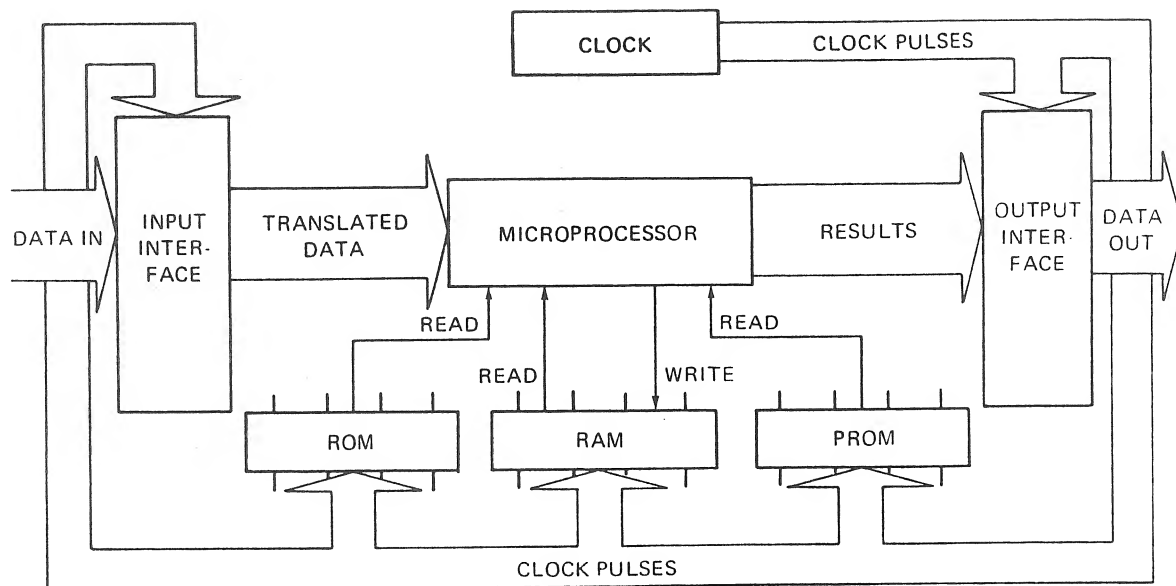 CLOCK
CLOCK PULSES
DATA IN
INPUT
INTER-
FACE
TRANSLATED
DATA
MICROPROCESSOR
RESULTS
OUTPUT
INTER-
FACE
DATA
OUT
READ
READ
WRITE
READ
ROM
RAM
PROM
CLOCK PULSES